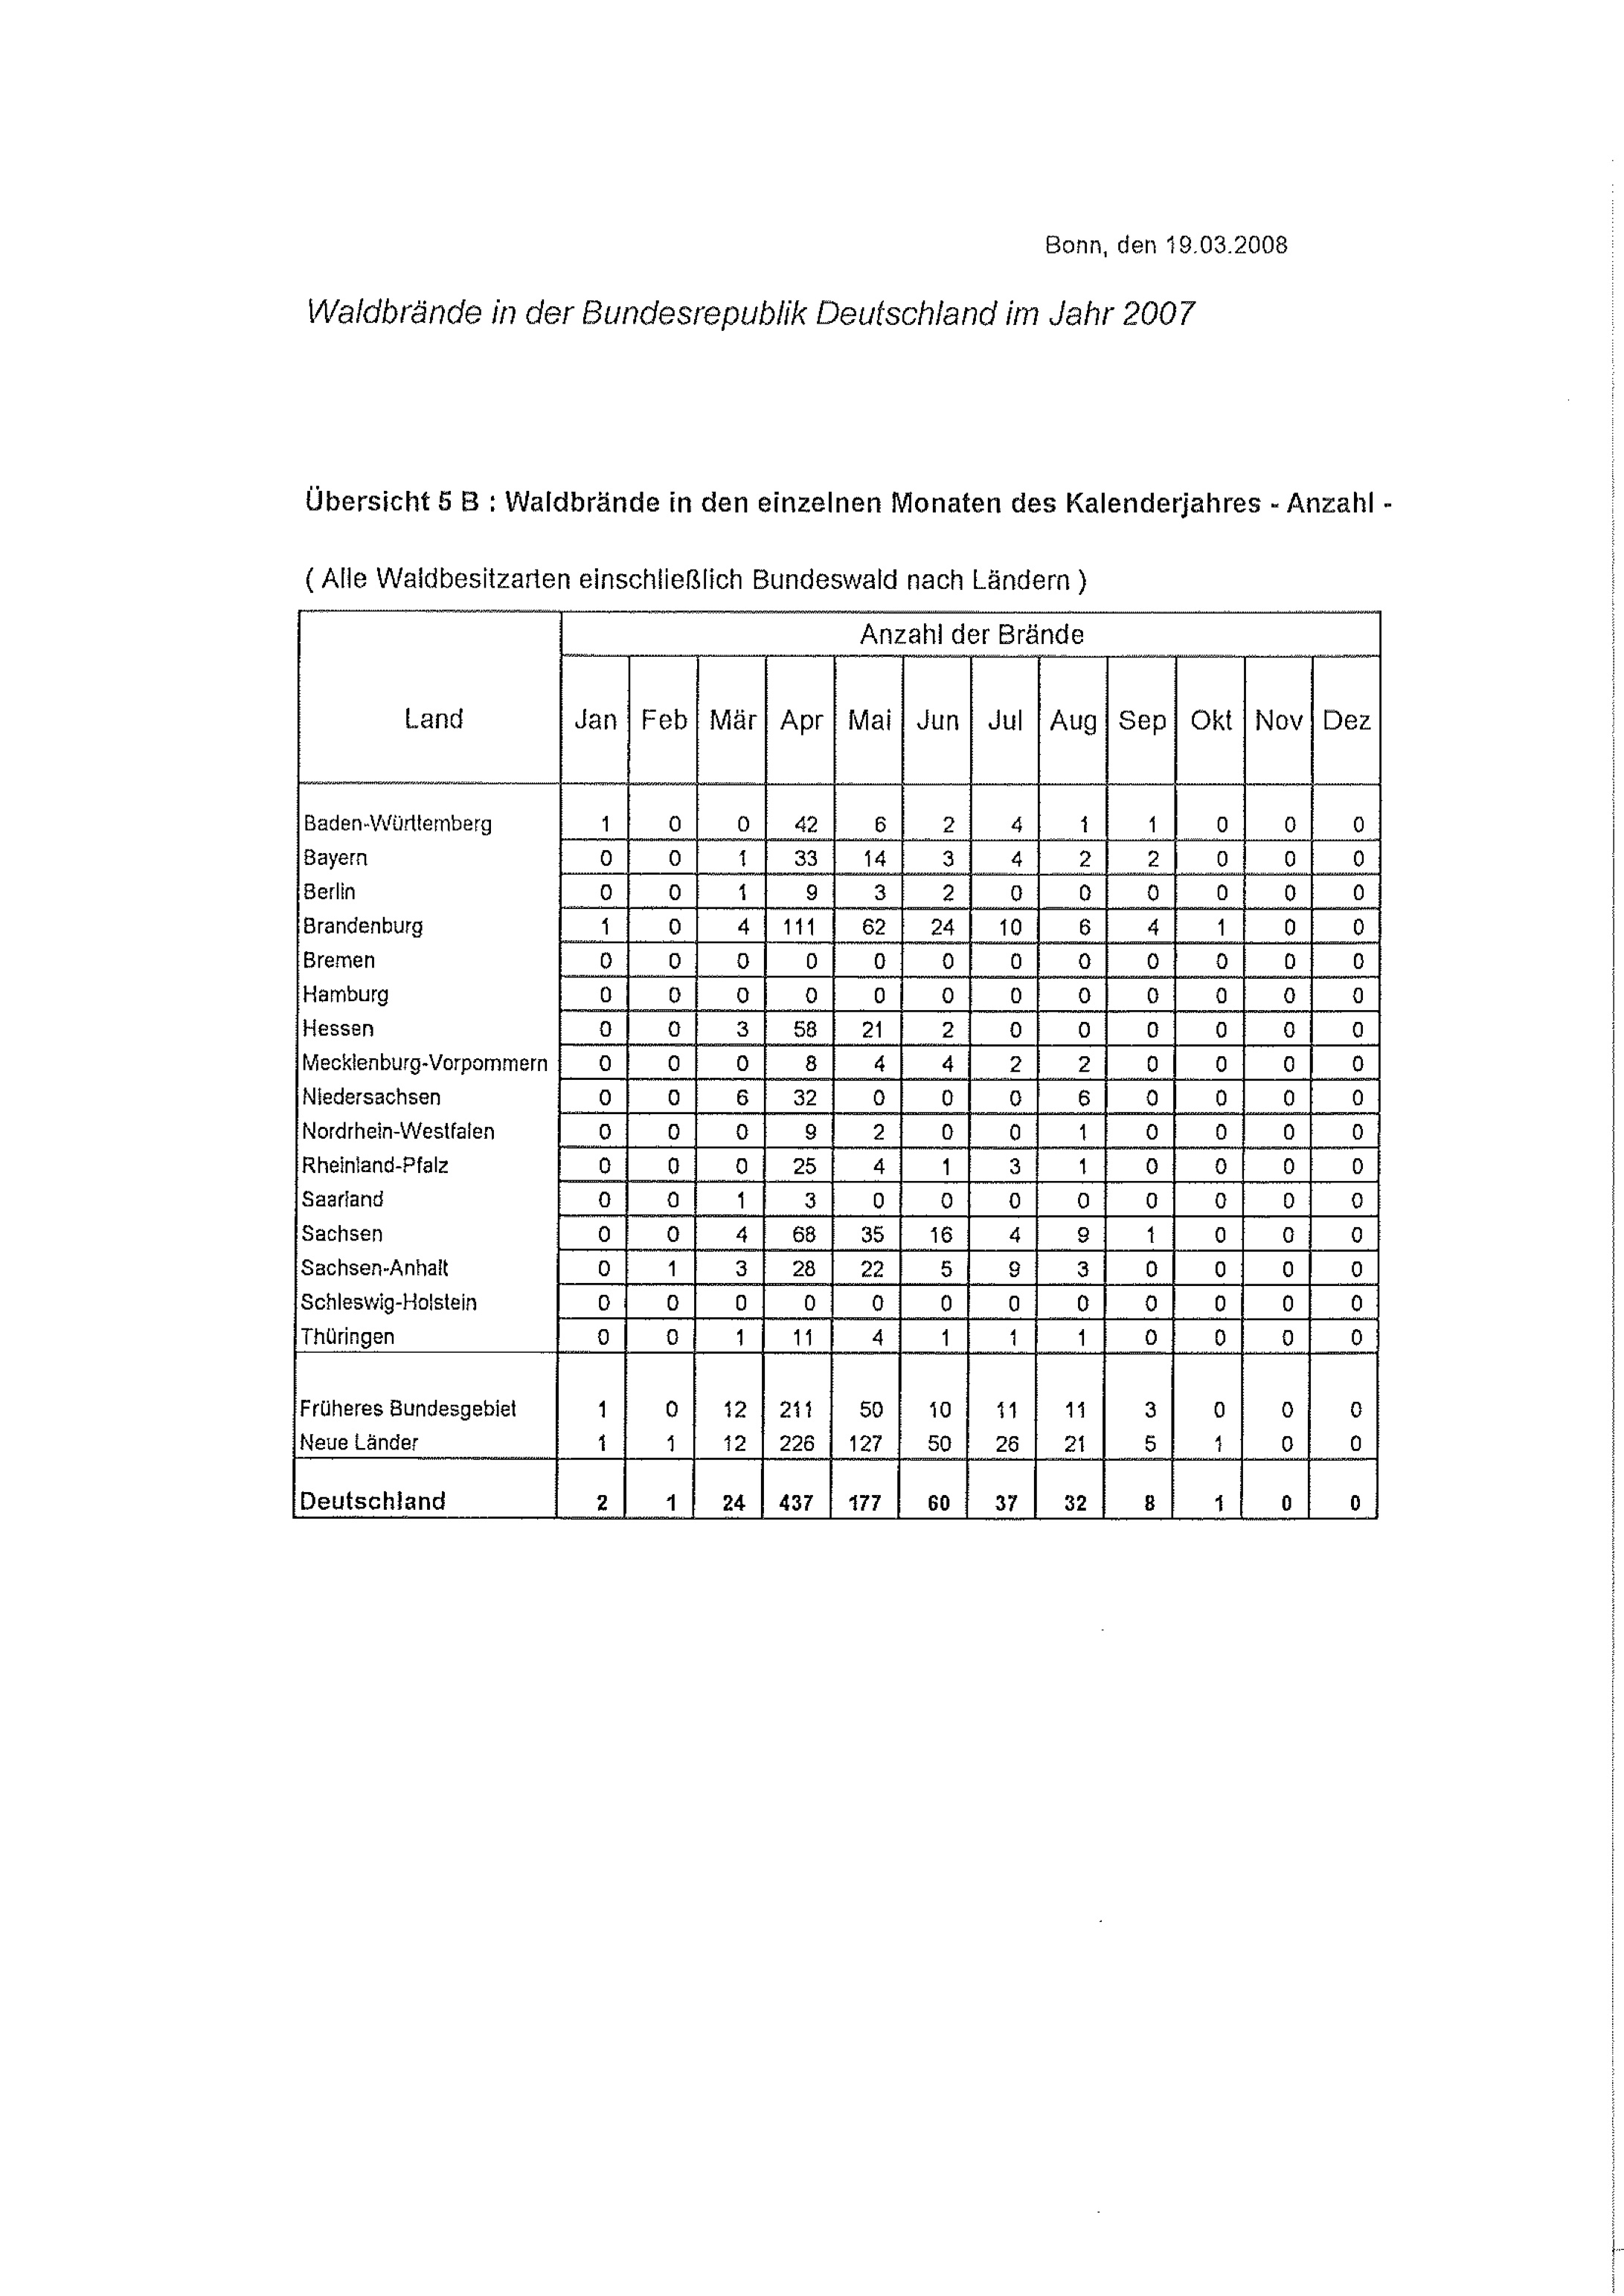 Bonn, den 19.03.2008
Waldbrände in der Bundesrepublik Deutschland im Jahr 2007
Übersicht 5 B : Waldbrände in den einzelnen Monaten des Kalenderjahres - Anzahl -
( Alle Waldbesitzarten einschließlich Bundeswald nach Ländern )
Anzahl der Brände
Land Jan Feb Mär Apr Mai Jun Jul Aug Sep Okt Nov Dez
Baden-Württemberg 1 0 0 42 6 2 4 1 1 0 0 0
Bayern 0 0 1 33 14 3 4 2 2 0 0 0
Berlin 0 0 1 9 3 2 0 0 0 0 0 0
Brandenburg 1 0 4 111 62 24 10 6 4 1 0 0
Bremen 0 0 0 0 0 0 0 0 0 0 0 0
Hamburg 0 0 0 0 0 0 0 0 0 0 0 0
Hessen 0 0 3 58 21 2 0 0 0 0 0 0
Mecklenburg-Vorpommern 0 0 0 8 4 4 2 2 0 0 0 0
Niedersachsen 0 0 6 32 0 0 0 6 0 0 0 0
Nordrhein-Westfalen 0 0 0 9 2 0 0 1 0 0 0 0
Rheinland-Pfalz 0 0 0 25 4 1 3 1 0 0 0 0
Saarland 0 0 1 3 0 0 0 0 0 0 0 0
Sachsen 0 0 4 68 35 16 4 9 1 0 0 0
Sachsen-Anhalt 0 1 3 28 22 5 9 3 0 0 0 0
Schleswig-Holstein 0 0 0 0 0 0 0 0 0 0 0 0
Thüringen 0 0 1 11 4 1 1 1 0 0 0 0
Früheres Bundesgebiet 1 0 12 211 50 10 11 11 3 0 0 0
Neue Länder 1 1 12 226 127 50 26 21 5 1 0 0
Deutschland 2 1 24 437 177 60 37 32 8 1 0 0